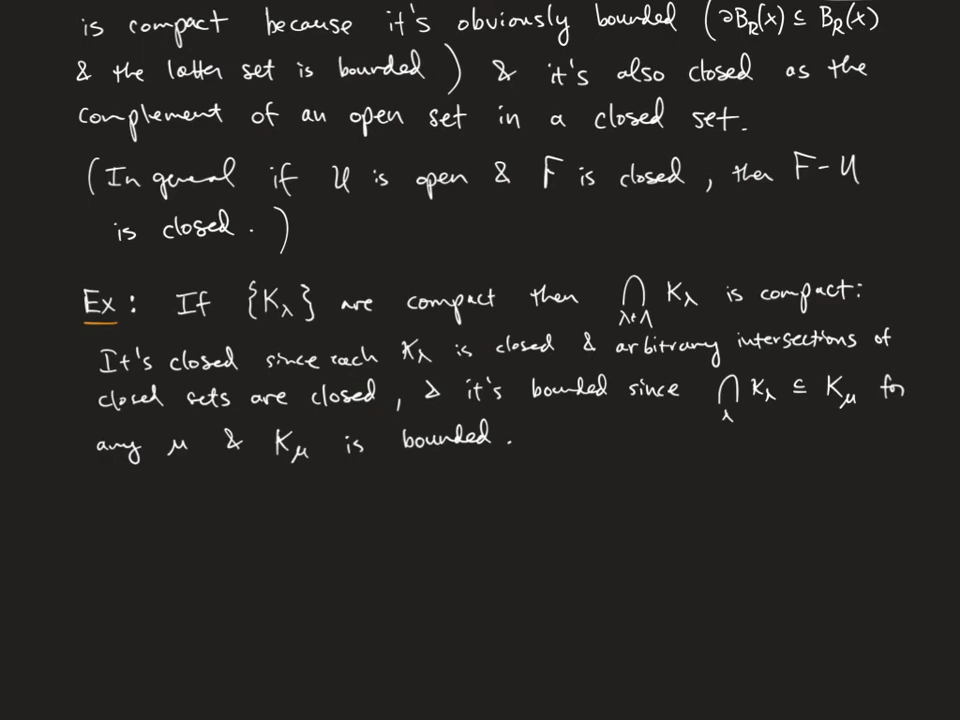 is compact because it's obviously bounded (∂B_R(x) ⊆ B_R(x)
& the latter set is bounded) & it's also closed as the
complement of an open set in a closed set.
(In general if U is open & F is closed, then F-U
is closed.)
Ex: If {K_λ} are compact then ⋂_{λ∈Λ} K_λ is compact:
It's closed since each K_λ is closed & arbitrary intersections of
closed sets are closed, & it's bounded since ⋂_λ K_λ ⊆ K_μ for
any μ & K_μ is bounded.